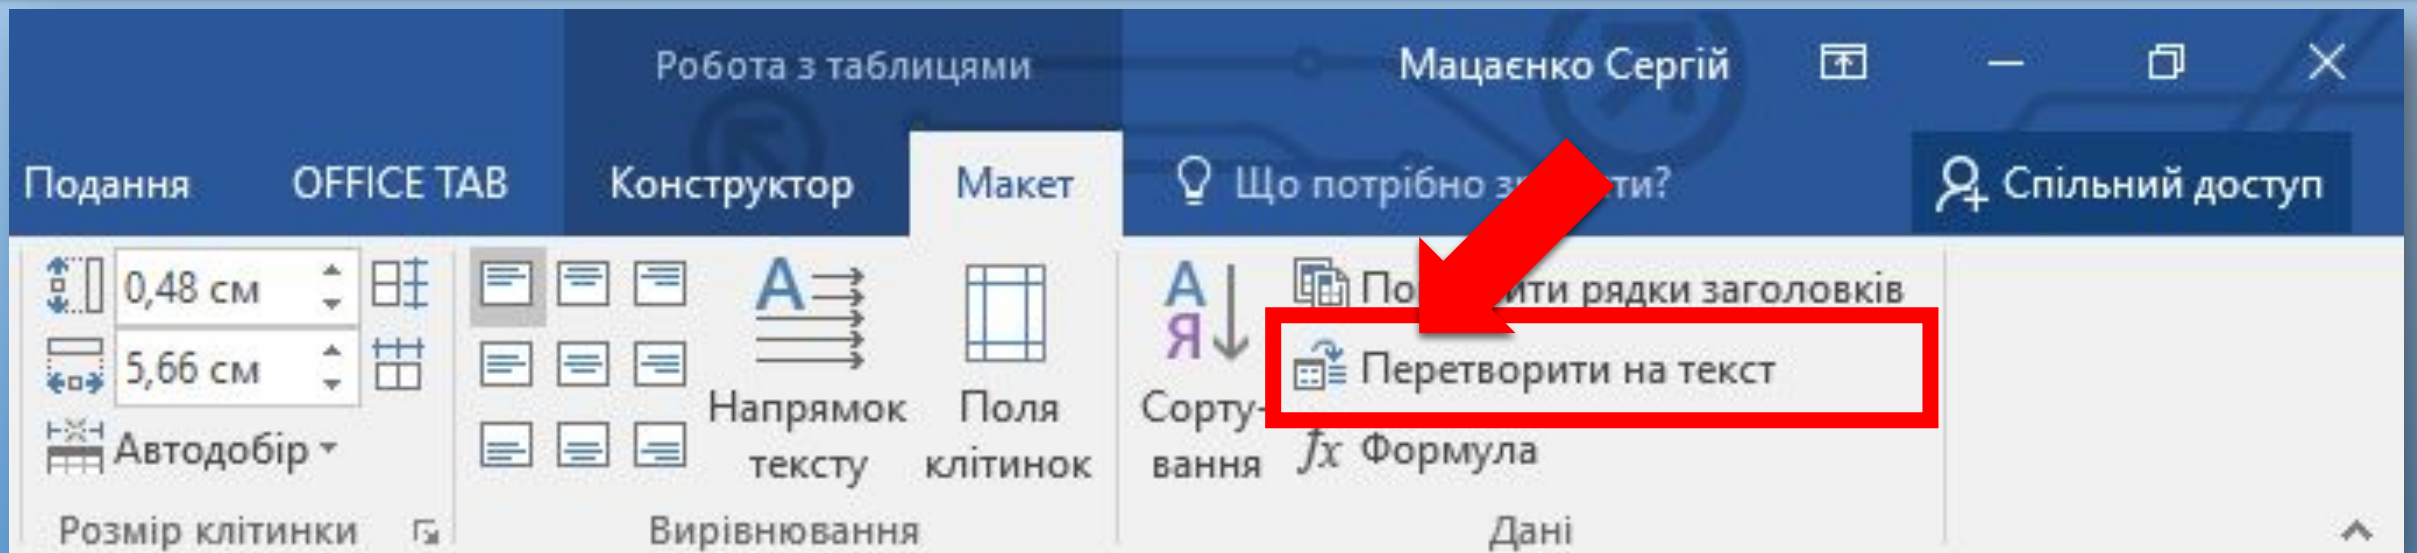 Робота з таблицями
Мацаєнко Сергій
Подання OFFICE TAB Конструктор Макет Що потрібно Спільний доступ
0,48 см
5,66 см
Автодобір
Розмір клітинки
Напрямок
тексту
Поля
клітинок
Вирівнювання
А
Я
Сорту-
вання
рядки заголовків
Перетворити на текст
fx Формула
Дані